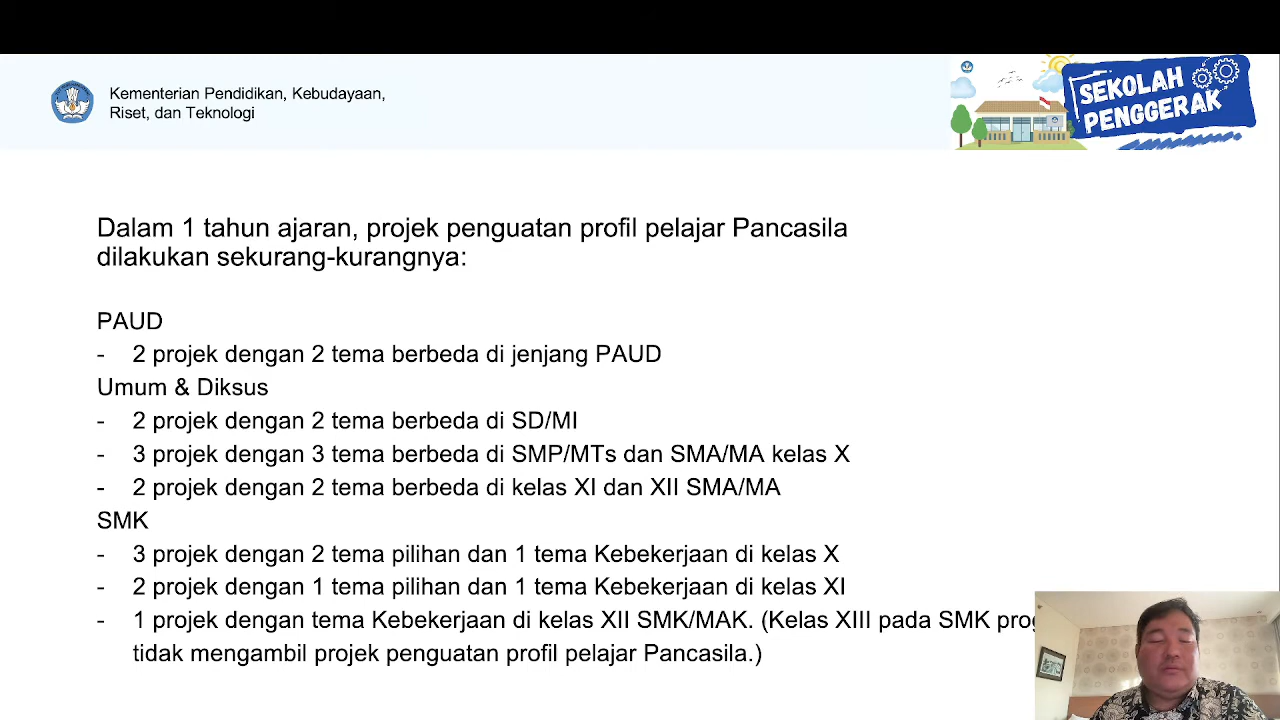 Kementerian Pendidikan, Kebudayaan,
Riset, dan Teknologi
SEKOLAH
PENGGERAK
Dalam 1 tahun ajaran, projek penguatan profil pelajar Pancasila
dilakukan sekurang-kurangnya:
PAUD
- 2 projek dengan 2 tema berbeda di jenjang PAUD
Umum & Diksus
- 2 projek dengan 2 tema berbeda di SD/MI
- 3 projek dengan 3 tema berbeda di SMP/MTs dan SMA/MA kelas X
- 2 projek dengan 2 tema berbeda di kelas XI dan XII SMA/MA
SMK
- 3 projek dengan 2 tema pilihan dan 1 tema Kebekerjaan di kelas X
- 2 projek dengan 1 tema pilihan dan 1 tema Kebekerjaan di kelas XI
- 1 projek dengan tema Kebekerjaan di kelas XII SMK/MAK. (Kelas XIII pada SMK
tidak mengambil projek penguatan profil pelajar Pancasila.)